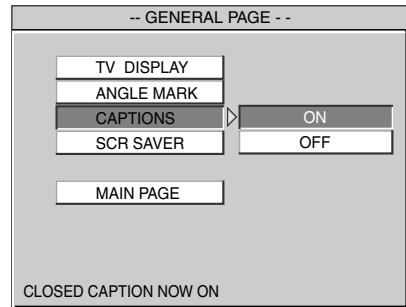 -- GENERAL PAGE - -
TV DISPLAY
ANGLE MARK
CAPTIONS ON
SCR SAVER OFF
MAIN PAGE
CLOSED CAPTION NOW ON